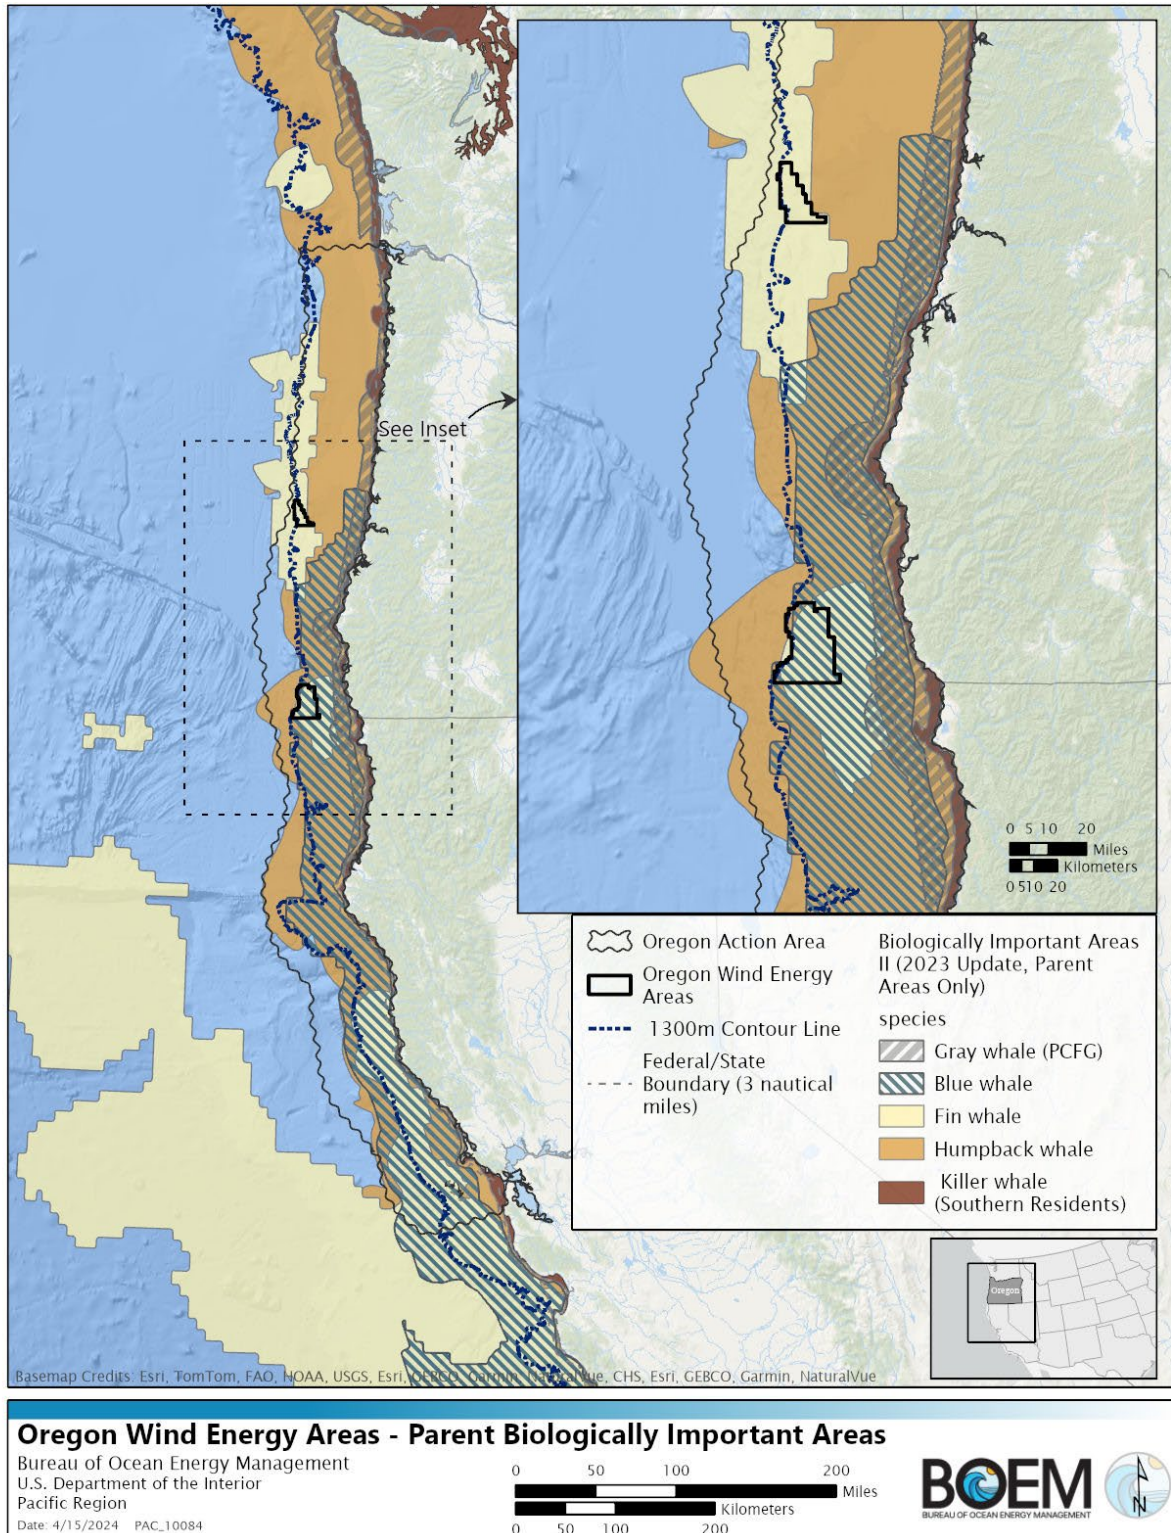 See Inset
0 5 10 20
Miles
Kilometers
0 5 10 20
Oregon Action Area
Oregon Wind Energy
Areas
1300m Contour Line
Federal/State
Boundary (3 nautical
miles)
Biologically Important Areas
II (2023 Update, Parent
Areas Only)
species
Gray whale (PCFG)
Blue whale
Fin whale
Humpback whale
Killer whale
(Southern Residents)
Oregon
Basemap Credits: Esri, TomTom, FAO, NOAA, USGS, Esri, GEBCO, Garmin, NaturalVue, CHS, Esri, GEBCO, Garmin, NaturalVue
Oregon Wind Energy Areas - Parent Biologically Important Areas
Bureau of Ocean Energy Management
U.S. Department of the Interior
Pacific Region
Date: 4/15/2024 PAC_10084
0 50 100 200
Miles
Kilometers
0 50 100 200
BOEM
BUREAU OF OCEAN ENERGY MANAGEMENT
N